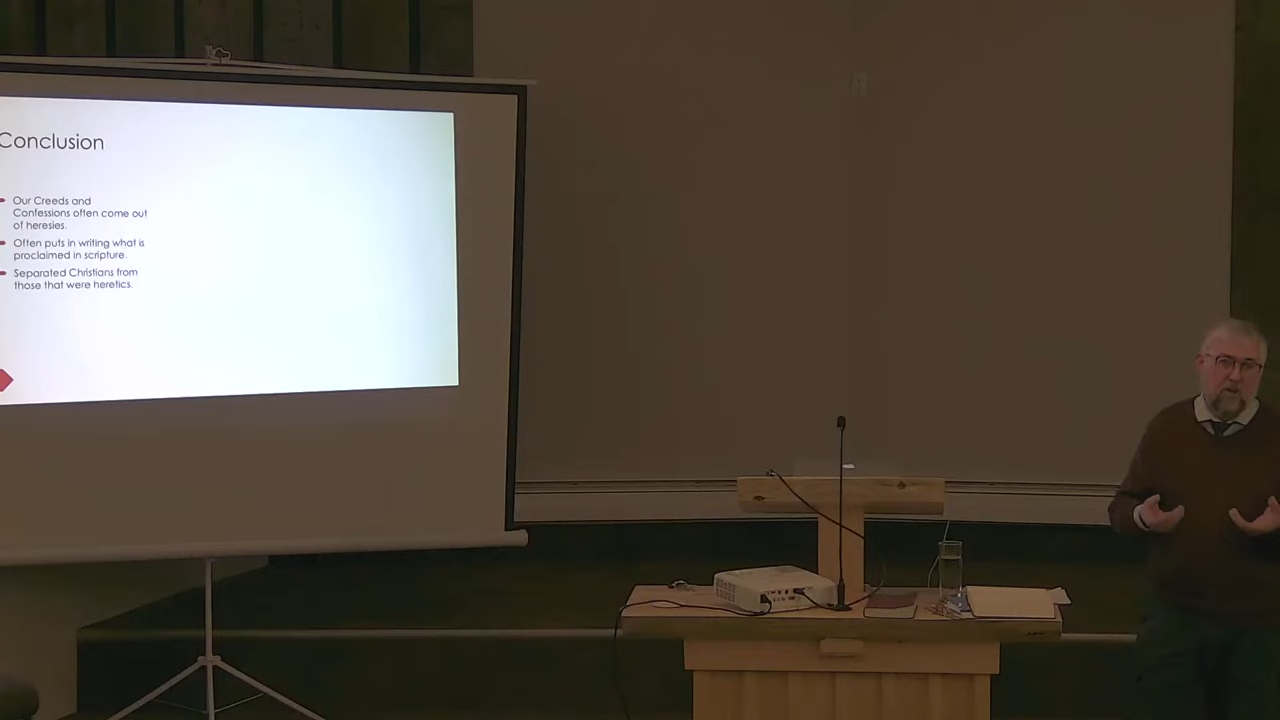 Conclusion
Our Creeds and
Confessions often come out
of heresies.
Often puts in writing what is
proclaimed in scripture.
Separated Christians from
those that were heretics.